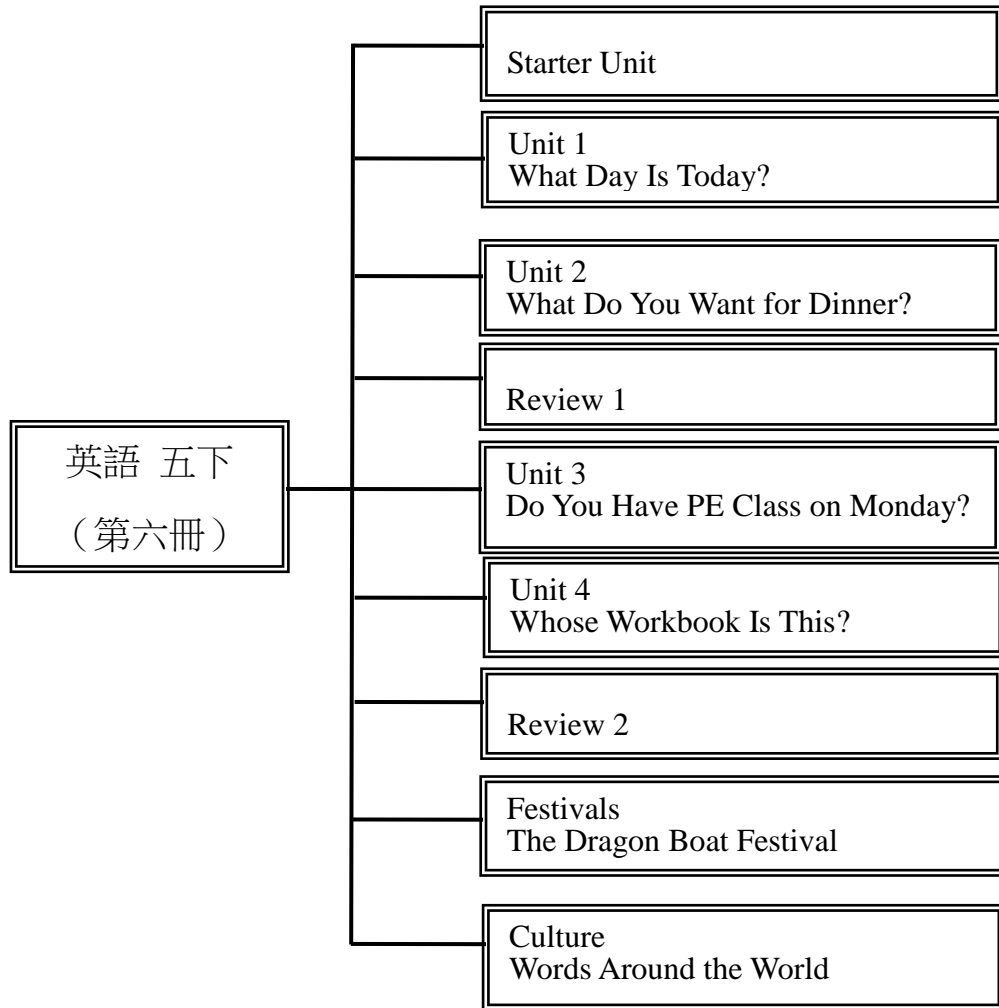 英語 五下
（第六冊）
Starter Unit
Unit 1
What Day Is Today?
Unit 2
What Do You Want for Dinner?
Review 1
Unit 3
Do You Have PE Class on Monday?
Unit 4
Whose Workbook Is This?
Review 2
Festivals
The Dragon Boat Festival
Culture
Words Around the World